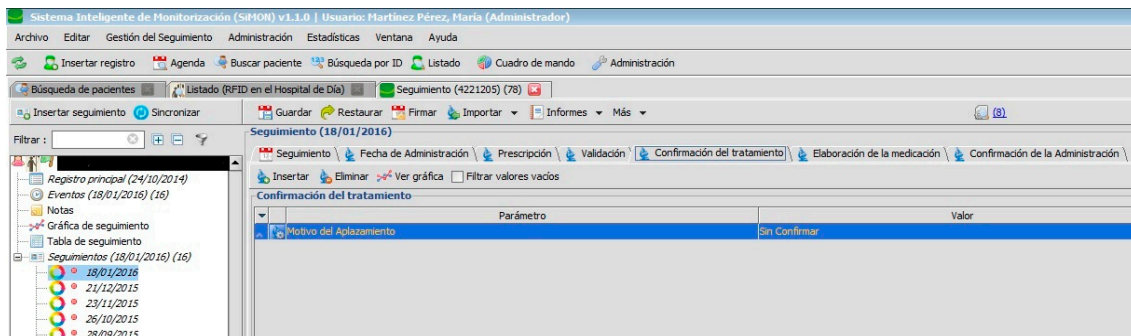 Sistema Inteligente de Monitorización (SiMON) v1.1.0 | Usuario: Martínez Pérez, María (Administrador)
Archivo Editar Gestión del Seguimiento Administración Estadísticas Ventana Ayuda
Insertar registro Agenda Buscar paciente Búsqueda por ID Listado Cuadro de mando Administración
Búsqueda de pacientes Listado (RFID en el Hospital de Día) Seguimiento (4221205) (78)
Insertar seguimiento Sincronizar Guardar Restaurar Firmar Importar Informes Más (8)
Filtrar :
Seguimiento (18/01/2016)
Seguimiento Fecha de Administración Prescripción Validación Confirmación del tratamiento Elaboración de la medicación Confirmación de la Administración
Insertar Eliminar Ver gráfica Filtrar valores vacíos
Confirmación del tratamiento
Parámetro Valor
Motivo del Aplazamiento Sin Confirmar
Registro principal (24/10/2014)
Eventos (18/01/2016) (16)
Notas
Gráfica de seguimiento
Tabla de seguimiento
Seguimientos (18/01/2016) (16)
18/01/2016
21/12/2015
23/11/2015
26/10/2015
28/09/2015